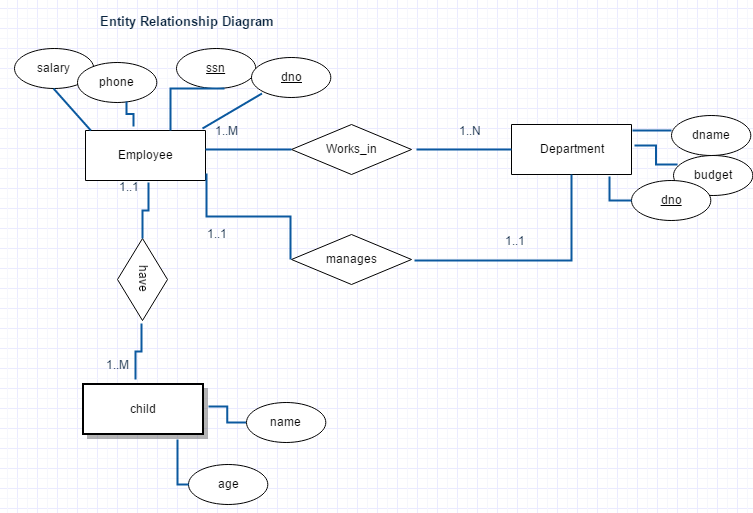 Entity Relationship Diagram
salary
phone
ssn
dno
1..M
1..N
Employee
Works_in
Department
dname
budget
dno
1..1
1..1
1..1
have
manages
1..M
child
name
age